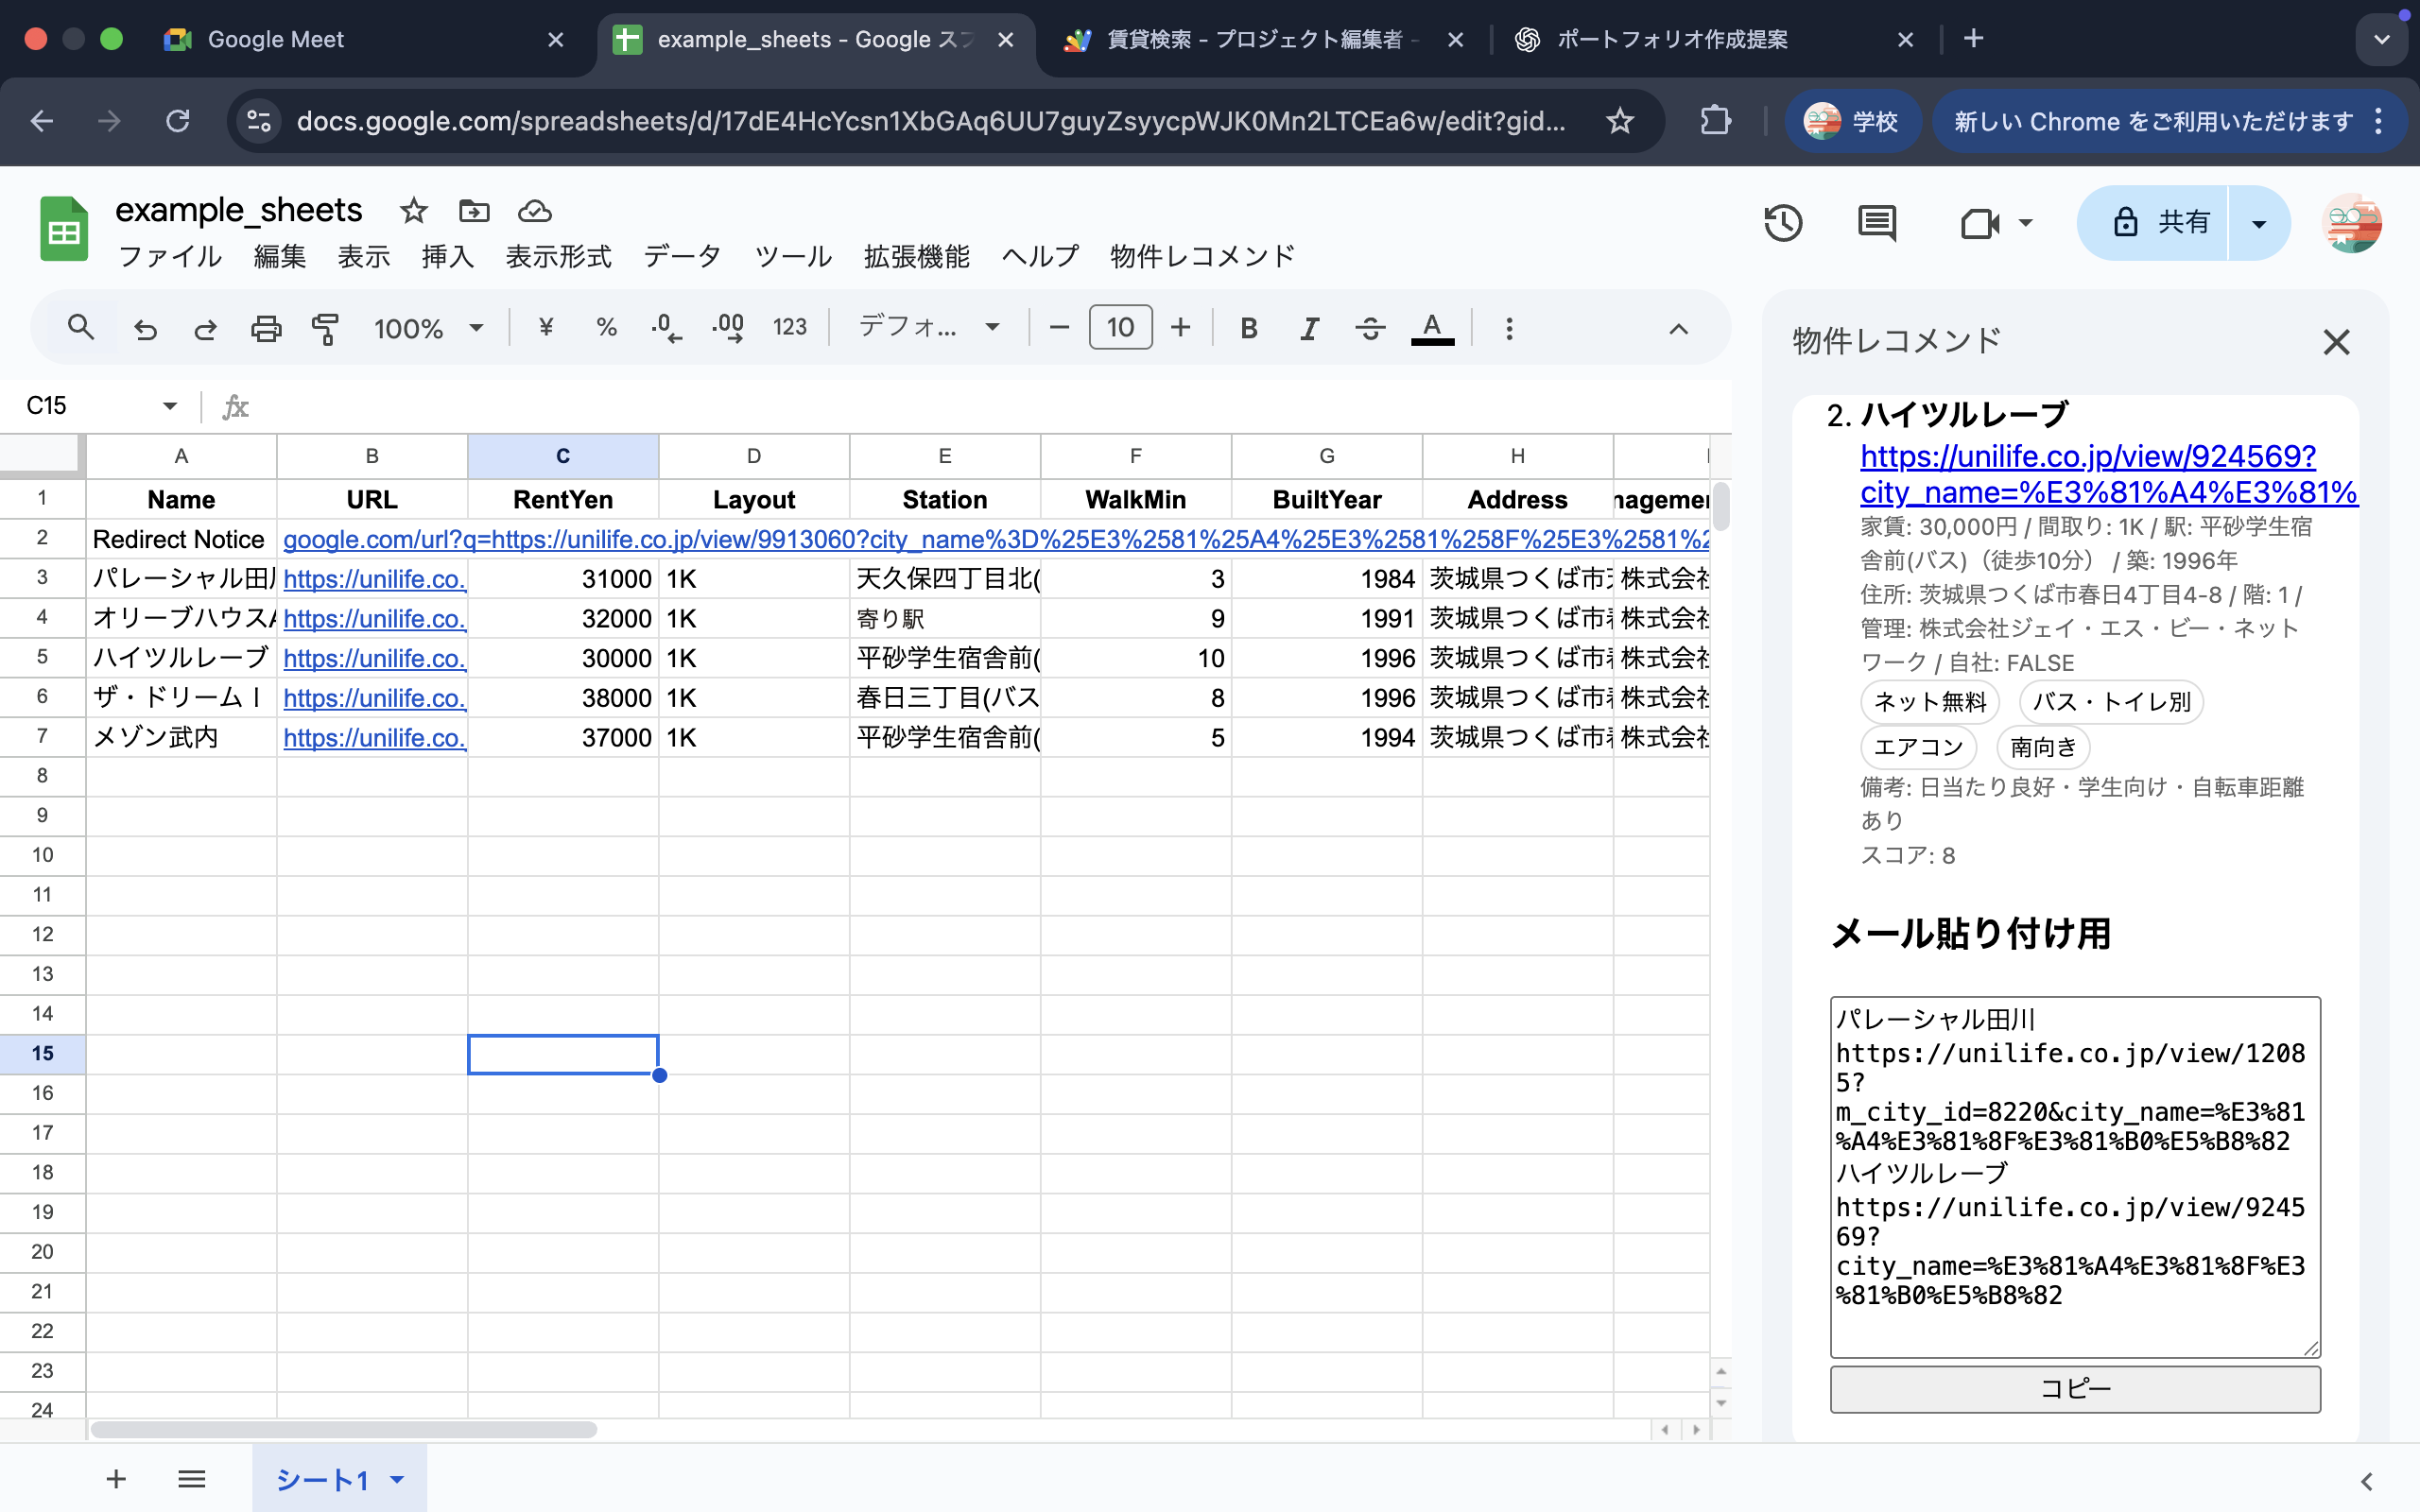 Google Meet
example_sheets - Google スプ
賃貸検索 - プロジェクト編集者 -
ポートフォリオ作成提案
docs.google.com/spreadsheets/d/17dE4HcYcsn1XbGAq6UU7guyZsyycpWJK0Mn2LTCEa6w/edit?gid...
学校
新しい Chrome をご利用いただけます
example_sheets
ファイル 編集 表示 挿入 表示形式 データ ツール 拡張機能 ヘルプ 物件レコメンド
共有
100% ¥ % .0 .00 123 デフォ... 10 B I S A
C15 fx
A B C D E F G H
1 Name URL RentYen Layout Station WalkMin BuiltYear Address nagemen
2 Redirect Notice google.com/url?q=https://unilife.co.jp/view/9913060?city_name%3D%25E3%2581%25A4%25E3%2581%258F%25E3%2581%2
3 パレーシャル田川 https://unilife.co. 31000 1K 天久保四丁目北( 3 1984 茨城県つくば市 株式会社
4 オリーブハウスA https://unilife.co. 32000 1K 寄り駅 9 1991 茨城県つくば市 株式会社
5 ハイツルレーブ https://unilife.co. 30000 1K 平砂学生宿舎前( 10 1996 茨城県つくば市 株式会社
6 ザ・ドリームⅠ https://unilife.co. 38000 1K 春日三丁目(バス 8 1996 茨城県つくば市 株式会社
7 メゾン武内 https://unilife.co. 37000 1K 平砂学生宿舎前( 5 1994 茨城県つくば市 株式会社
8
9
10
11
12
13
14
15
16
17
18
19
20
21
22
23
24
シート1
物件レコメンド
2. ハイツルレーブ
https://unilife.co.jp/view/924569?
city_name=%E3%81%A4%E3%81%
家賃: 30,000円 / 間取り: 1K / 駅: 平砂学生宿
舎前(バス)（徒歩10分） / 築: 1996年
住所: 茨城県つくば市春日4丁目4-8 / 階: 1 /
管理: 株式会社ジェイ・エス・ビー・ネット
ワーク / 自社: FALSE
ネット無料 バス・トイレ別
エアコン 南向き
備考: 日当たり良好・学生向け・自転車距離
あり
スコア: 8
メール貼り付け用
パレーシャル田川
https://unilife.co.jp/view/1208
5?
m_city_id=8220&city_name=%E3%81
%A4%E3%81%8F%E3%81%B0%E5%B8%82
ハイツルレーブ
https://unilife.co.jp/view/9245
69?
city_name=%E3%81%A4%E3%81%8F%E3
%81%B0%E5%B8%82
コピー